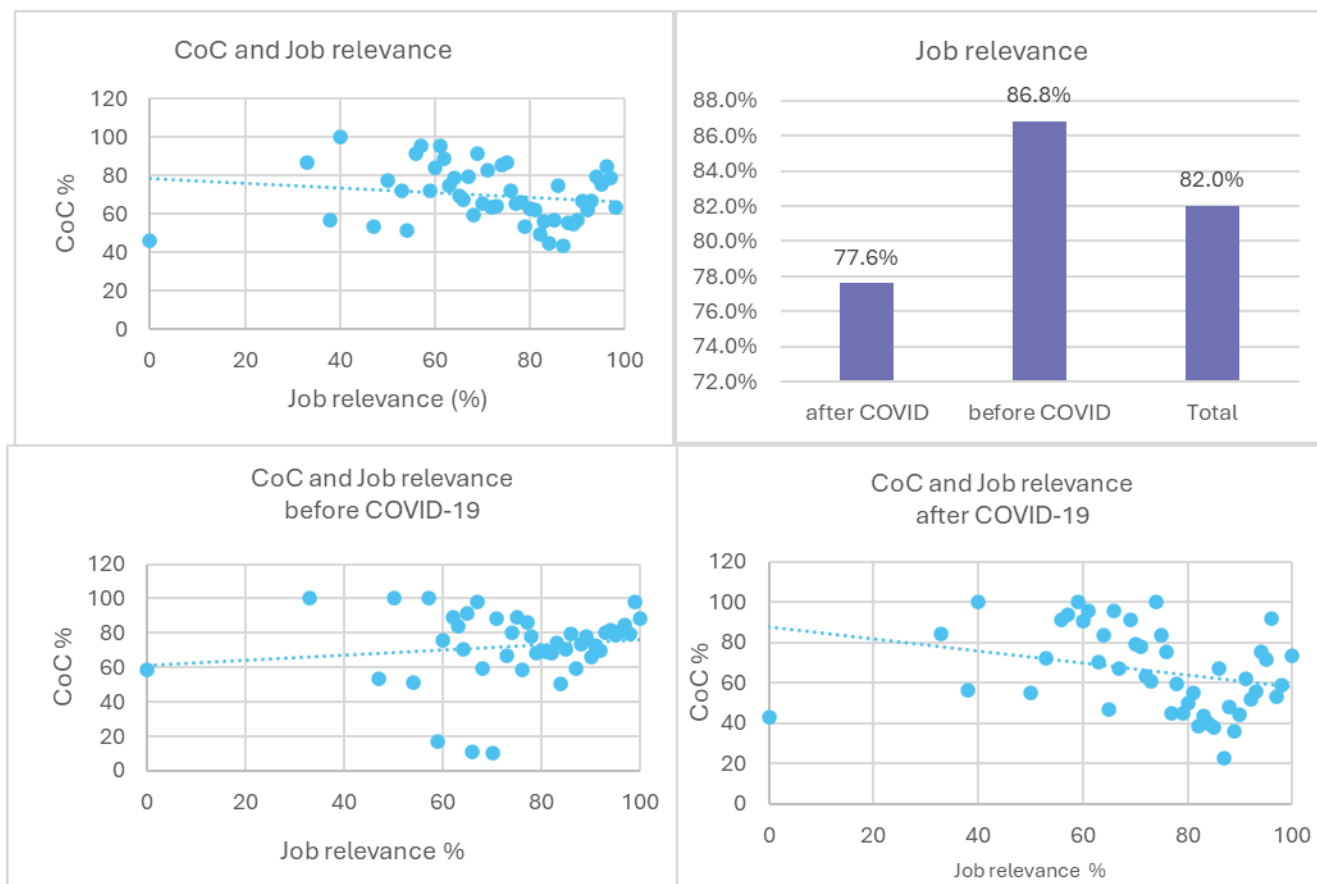 CoC and Job relevance
120
100
80
60
40
20
0
CoC %
0 20 40 60 80 100
Job relevance (%)
Job relevance
88.0%
86.0%
84.0%
82.0%
80.0%
78.0%
76.0%
74.0%
72.0%
77.6%
86.8%
82.0%
after COVID before COVID Total
CoC and Job relevance
before COVID-19
120
100
80
60
40
20
0
CoC %
0 20 40 60 80 100
Job relevance %
CoC and Job relevance
after COVID-19
120
100
80
60
40
20
0
CoC %
0 20 40 60 80 100
Job relevance %